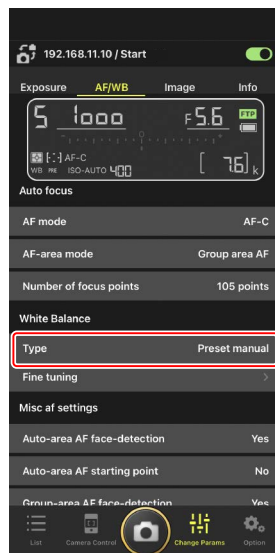 192.168.11.10 / Start
Exposure AF/WB Image Info
S 1000 F5.6 FTP
AF-C
WB PRE ISO-AUTO 400 [ 7.6] k
Auto focus
AF mode AF-C
AF-area mode Group area AF
Number of focus points 105 points
White Balance
Type Preset manual
Fine tuning >
Misc af settings
Auto-area AF face-detection Yes
Auto-area AF starting point No
Group-area AF face-detection Yes
List Camera Control Change Params Option